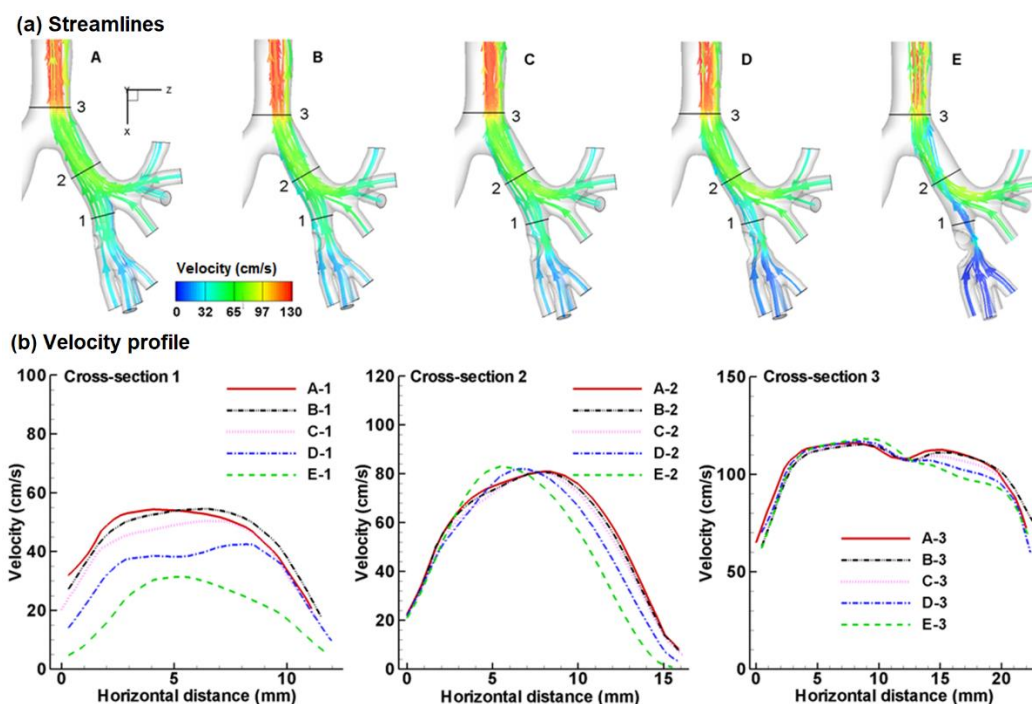 (a) Streamlines
A B C D E
Y Z
X
3 3 3 3 3
2 2 2 2 2
1 1 1 1 1
Velocity (cm/s)
0 32 65 97 130
(b) Velocity profile
Cross-section 1
A-1
B-1
C-1
D-1
E-1
Velocity (cm/s)
100
80
60
40
20
0
0 5 10
Horizontal distance (mm)
Cross-section 2
A-2
B-2
C-2
D-2
E-2
Velocity (cm/s)
120
100
80
60
40
20
0
0 5 10 15
Horizontal distance (mm)
Cross-section 3
A-3
B-3
C-3
D-3
E-3
Velocity (cm/s)
150
100
50
0
0 5 10 15 20
Horizontal distance (mm)